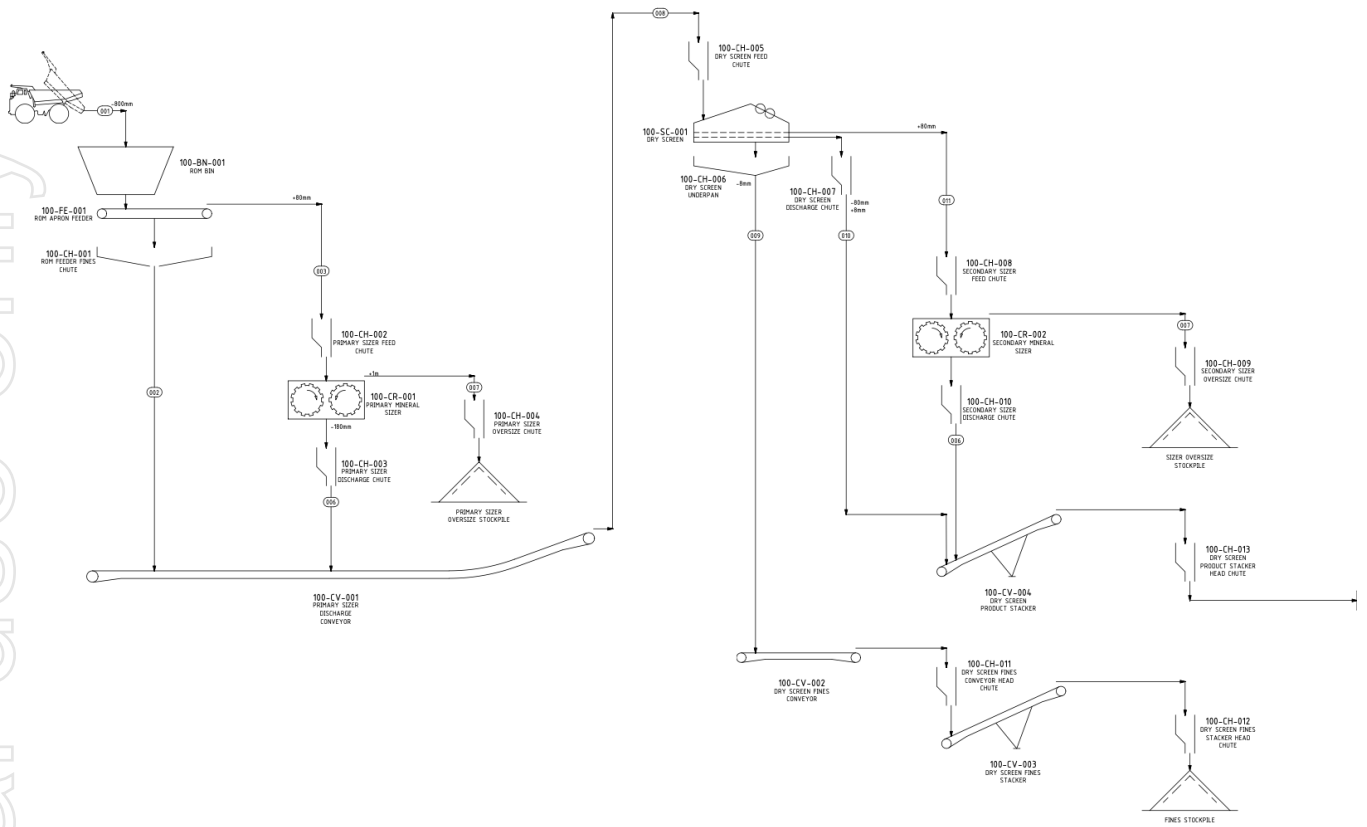 008
100-CH-005
DRY SCREEN FEED
CHUTE
-800mm
001
100-SC-001
DRY SCREEN
+80mm
100-BN-001
ROM BIN
100-CH-006
DRY SCREEN
UNDERPAN
-8mm
100-CH-007
DRY SCREEN
DISCHARGE CHUTE
-80mm
+8mm
+80mm
100-FE-001
ROM APRON FEEDER
011
009
010
100-CH-001
ROM FEEDER FINES
CHUTE
003
100-CH-008
SECONDARY SIZER
FEED CHUTE
100-CH-002
PRIMARY SIZER FEED
CHUTE
100-CR-002
SECONDARY MINERAL
SIZER
007
100-CH-009
SECONDARY SIZER
OVERSIZE CHUTE
+1m
002
100-CR-001
PRIMARY MINERAL
SIZER
007
100-CH-004
PRIMARY SIZER
OVERSIZE CHUTE
-180mm
100-CH-010
SECONDARY SIZER
DISCHARGE CHUTE
006
100-CH-003
PRIMARY SIZER
DISCHARGE CHUTE
SIZER OVERSIZE
STOCKPILE
006
PRIMARY SIZER
OVERSIZE STOCKPILE
100-CH-013
DRY SCREEN
PRODUCT STACKER
HEAD CHUTE
100-CV-001
PRIMARY SIZER
DISCHARGE
CONVEYOR
100-CV-004
DRY SCREEN
PRODUCT STACKER
100-CV-002
DRY SCREEN FINES
CONVEYOR
100-CH-011
DRY SCREEN FINES
CONVEYOR HEAD
CHUTE
100-CH-012
DRY SCREEN FINES
STACKER HEAD
CHUTE
100-CV-003
DRY SCREEN FINES
STACKER
FINES STOCKPILE